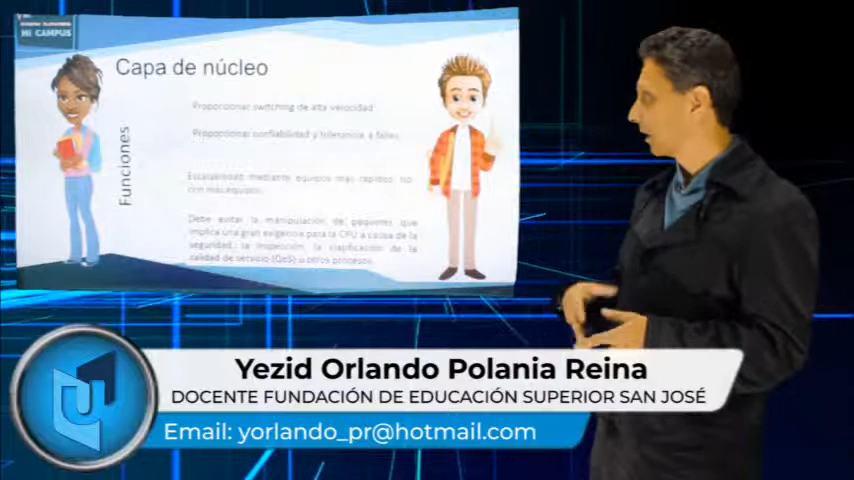 HI CAMPUS
Capa de núcleo
Funciones
Proporcionar switching de alta velocidad
Proporcionar confiabilidad y tolerancia a fallas
Escalabilidad mediante equipos más rápidos, no
con más equipos
Debe evitar la manipulación de paquetes que
implica una gran exigencia para la CPU a causa de la
seguridad, la inspección, la clasificación de la
calidad de servicio (QoS) u otros procesos.
Yezid Orlando Polania Reina
DOCENTE FUNDACIÓN DE EDUCACIÓN SUPERIOR SAN JOSÉ
Email: yorlando_pr@hotmail.com